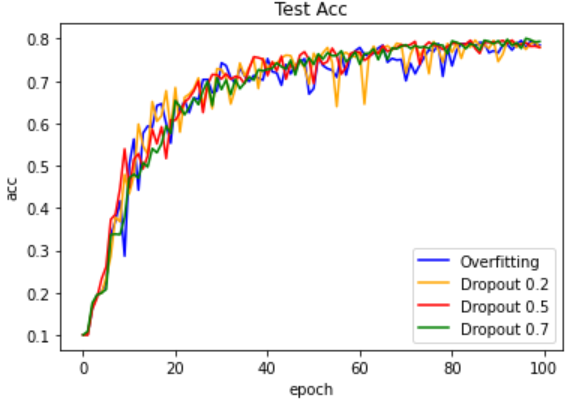 Test Acc
acc
0.8
0.7
0.6
0.5
0.4
0.3
0.2
0.1
Overfitting
Dropout 0.2
Dropout 0.5
Dropout 0.7
0 20 40 60 80 100
epoch